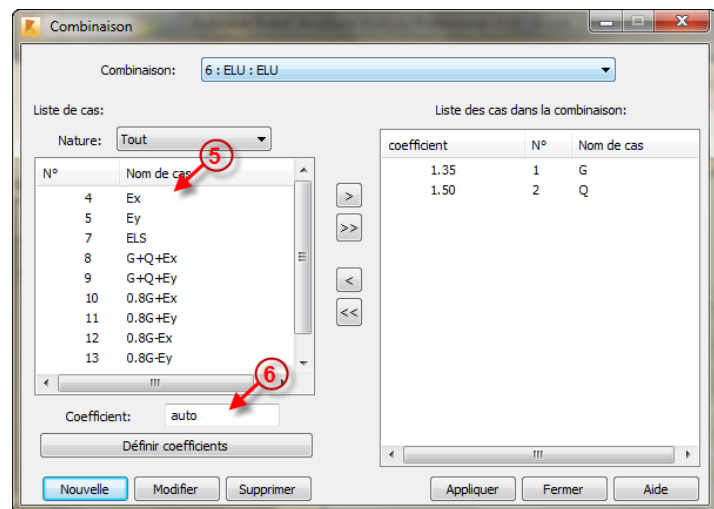 Combinaison
Combinaison: 6 : ELU : ELU
Liste de cas:
Nature: Tout
5
N° Nom de cas
4 Ex
5 Ey
7 ELS
8 G+Q+Ex
9 G+Q+Ey
10 0.8G+Ex
11 0.8G+Ey
12 0.8G-Ex
13 0.8G-Ey
6
Coefficient: auto
Définir coefficients
Nouvelle Modifier Supprimer
>
>>
<
<<
Liste des cas dans la combinaison:
coefficient N° Nom de cas
1.35 1 G
1.50 2 Q
Appliquer Fermer Aide